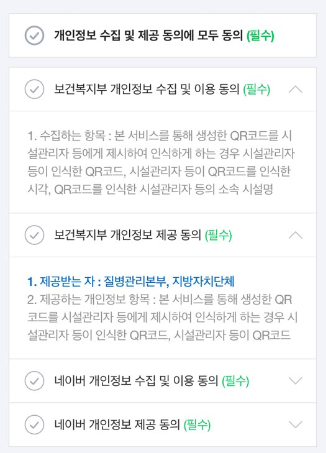 개인정보 수집 및 제공 동의에 모두 동의 (필수)
보건복지부 개인정보 수집 및 이용 동의 (필수)
1. 수집하는 항목 : 본 서비스를 통해 생성한 QR코드를 시
설관리자 등에게 제시하여 인식하게 하는 경우 시설관리자
등이 인식한 QR코드, 시설관리자 등이 QR코드를 인식한
시각, QR코드를 인식한 시설관리자 등의 소속 시설명
보건복지부 개인정보 제공 동의 (필수)
1. 제공받는 자 : 질병관리본부, 지방자치단체
2. 제공하는 개인정보 항목 : 본 서비스를 통해 생성한 QR
코드를 시설관리자 등에게 제시하여 인식하게 하는 경우 시
설관리자 등이 인식한 QR코드, 시설관리자 등이 QR코드
네이버 개인정보 수집 및 이용 동의 (필수)
네이버 개인정보 제공 동의 (필수)